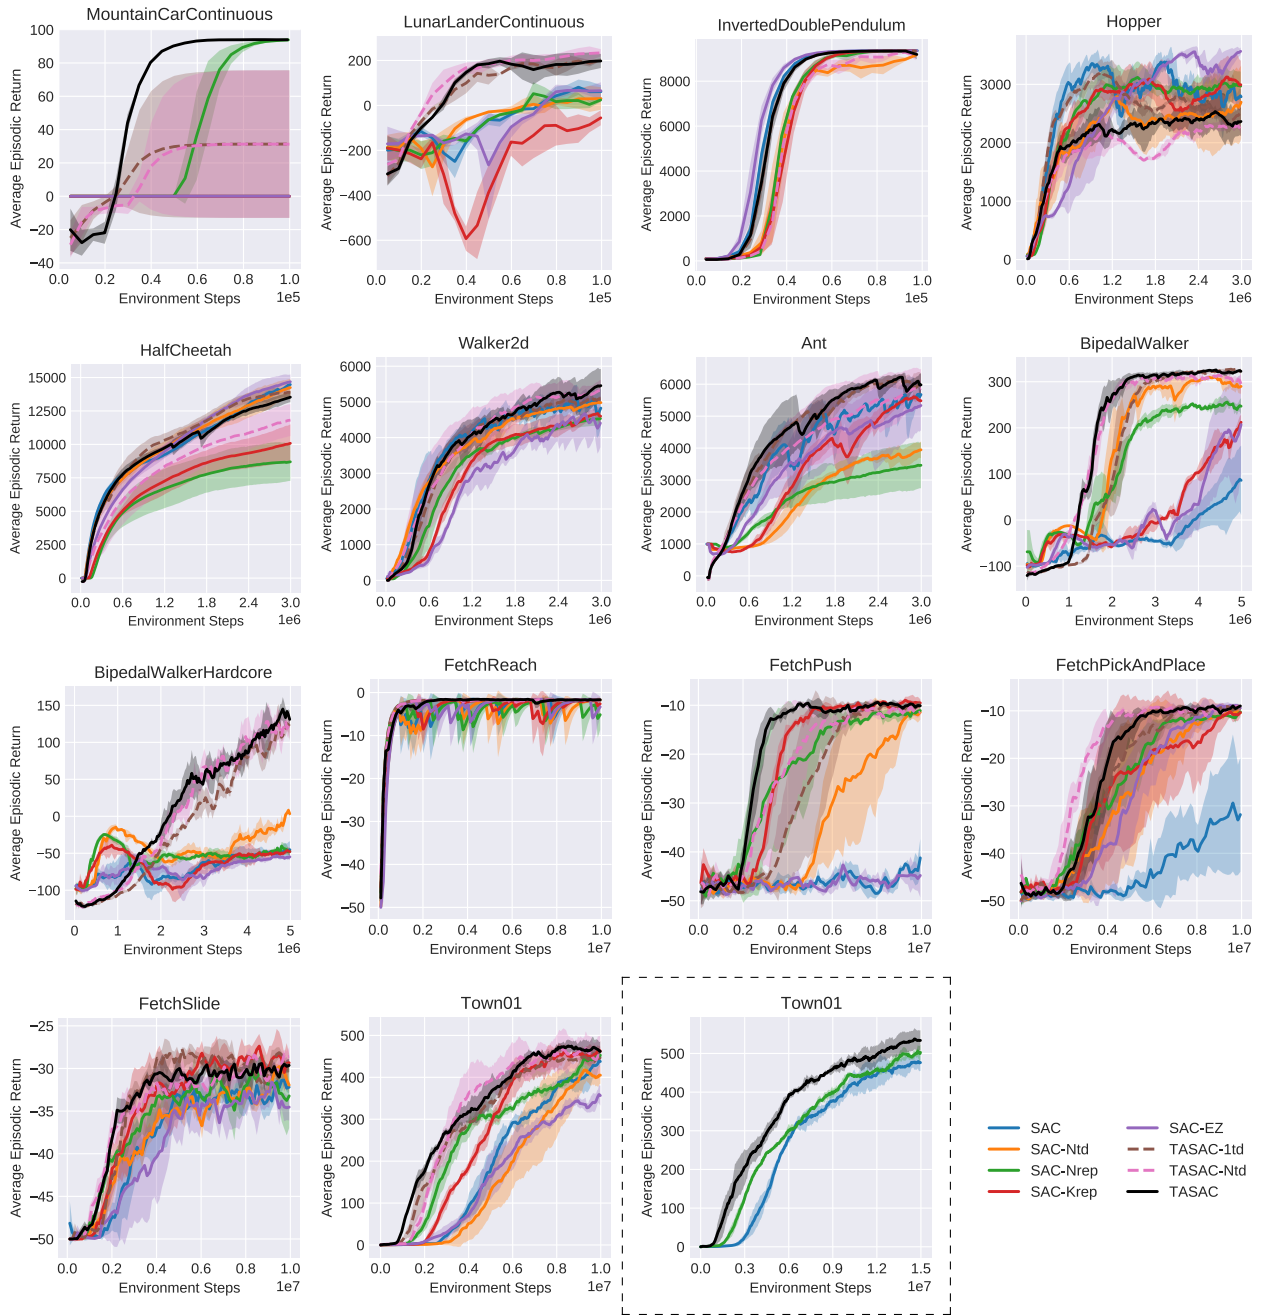 MountainCarContinuous
LunarLanderContinuous
InvertedDoublePendulum
Hopper
Average Episodic Return
100
80
60
40
20
0
−20
−40
0.0 0.2 0.4 0.6 0.8 1.0
Environment Steps
1e5
Average Episodic Return
200
0
−200
−400
−600
0.0 0.2 0.4 0.6 0.8 1.0
Environment Steps
1e5
Average Episodic Return
8000
6000
4000
2000
0
0.0 0.2 0.4 0.6 0.8 1.0
Environment Steps
1e5
Average Episodic Return
3000
2000
1000
0
0.0 0.6 1.2 1.8 2.4 3.0
Environment Steps
1e6
HalfCheetah
Walker2d
Ant
BipedalWalker
Average Episodic Return
15000
12500
10000
7500
5000
2500
0
0.0 0.6 1.2 1.8 2.4 3.0
Environment Steps
1e6
Average Episodic Return
6000
5000
4000
3000
2000
1000
0
0.0 0.6 1.2 1.8 2.4 3.0
Environment Steps
1e6
Average Episodic Return
6000
5000
4000
3000
2000
1000
0
0.0 0.6 1.2 1.8 2.4 3.0
Environment Steps
1e6
Average Episodic Return
300
200
100
0
−100
0 1 2 3 4 5
Environment Steps
1e6
BipedalWalkerHardcore
FetchReach
FetchPush
FetchPickAndPlace
Average Episodic Return
150
100
50
0
−50
−100
0 1 2 3 4 5
Environment Steps
1e6
Average Episodic Return
0
−10
−20
−30
−40
−50
0.0 0.2 0.4 0.6 0.8 1.0
Environment Steps
1e7
Average Episodic Return
−10
−20
−30
−40
−50
0.0 0.2 0.4 0.6 0.8 1.0
Environment Steps
1e7
Average Episodic Return
−10
−20
−30
−40
−50
0.0 0.2 0.4 0.6 0.8 1.0
Environment Steps
1e7
FetchSlide
Town01
Town01
Average Episodic Return
−25
−30
−35
−40
−45
−50
0.0 0.2 0.4 0.6 0.8 1.0
Environment Steps
1e7
Average Episodic Return
500
400
300
200
100
0
0.0 0.2 0.4 0.6 0.8 1.0
Environment Steps
1e7
Average Episodic Return
500
400
300
200
100
0
0.0 0.3 0.6 0.9 1.2 1.5
Environment Steps
1e7
SAC
SAC-Ntd
SAC-Nrep
SAC-Krep
SAC-EZ
TASAC-1td
TASAC-Ntd
TASAC